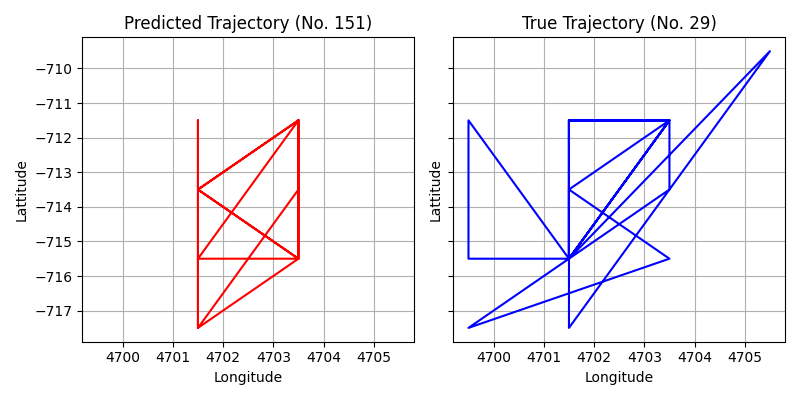 Predicted Trajectory (No. 151)
True Trajectory (No. 29)
−710
−711
−712
−713
−714
−715
−716
−717
Lattitude
Lattitude
4700 4701 4702 4703 4704 4705
4700 4701 4702 4703 4704 4705
Longitude
Longitude